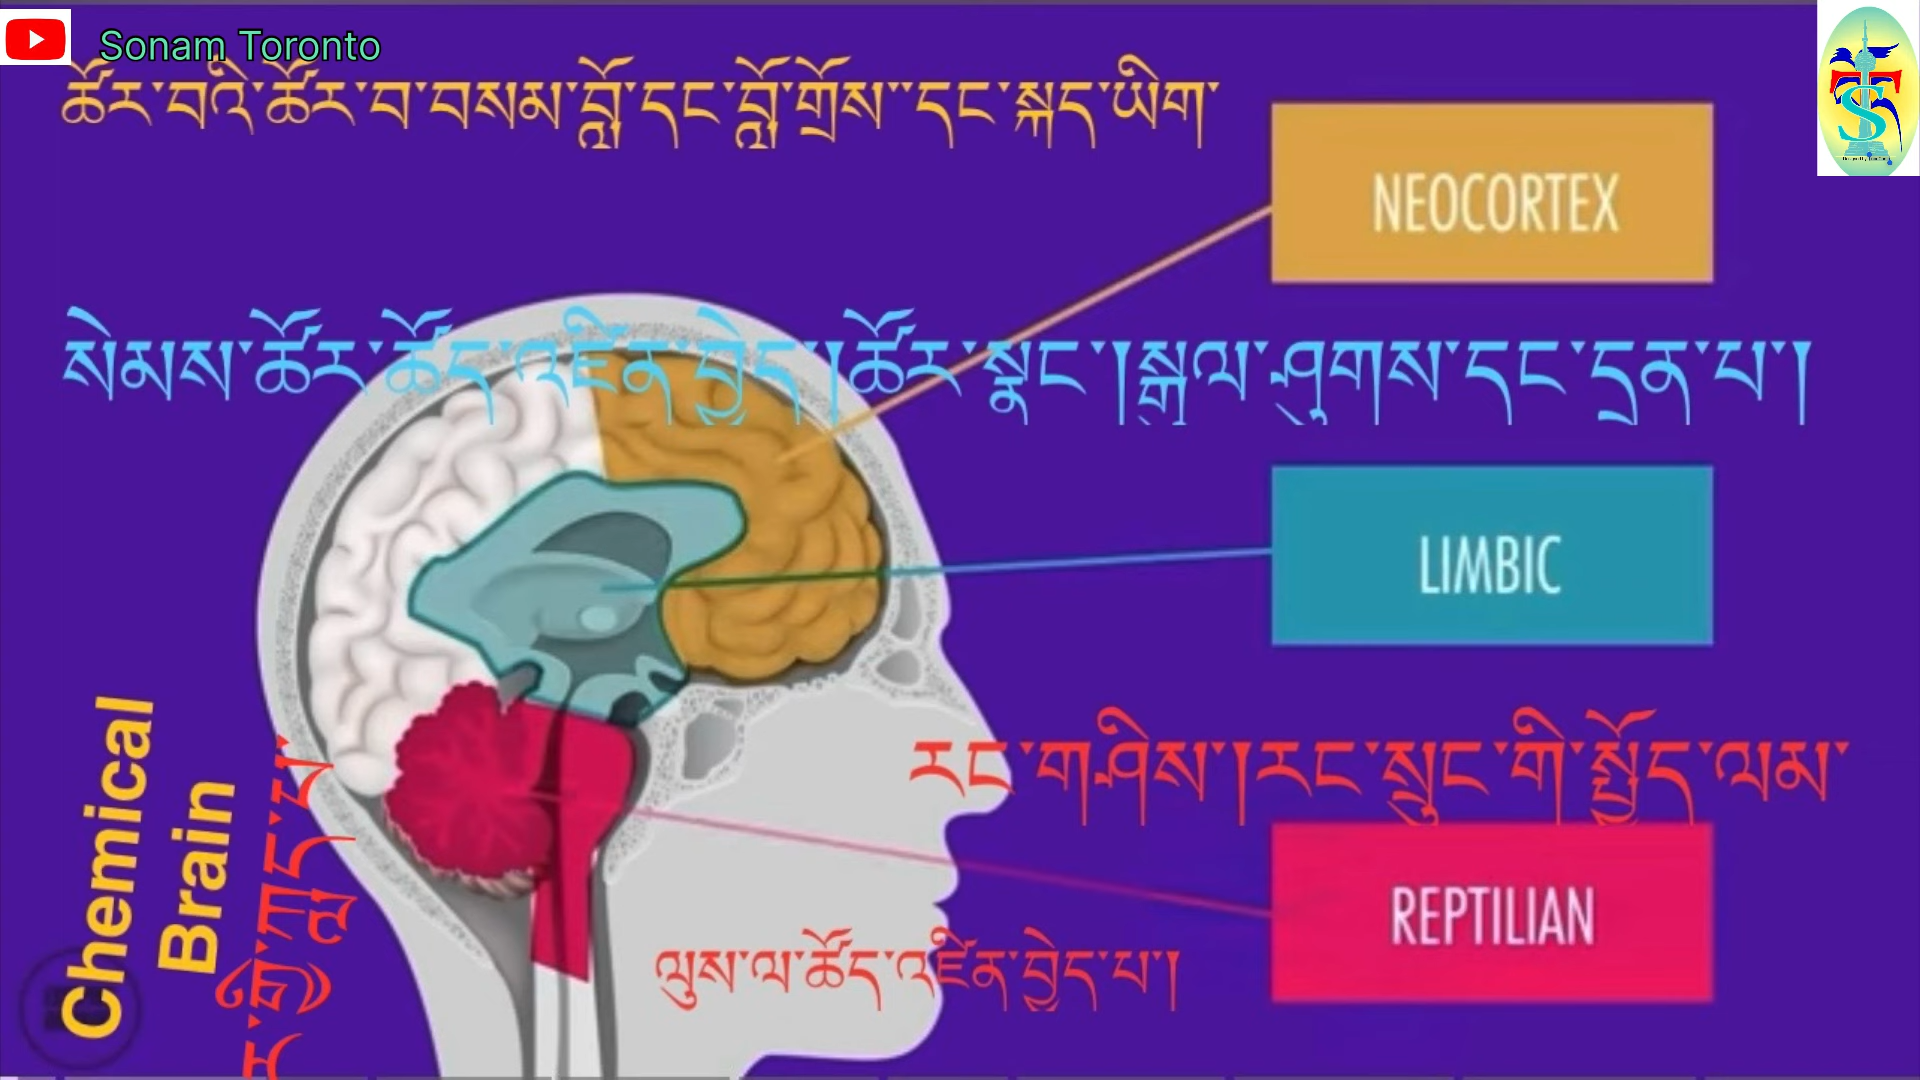 Sonam Toronto
ཚོར་བའི་ཚོར་བ་བསམ་བློ་དང་བློ་གྲོས་་དང་སྐད་ཡིག་
NEOCORTEX
སེམས་ཚོར་ཚོད་འཛིན་བྱེད་།ཚོར་སྣང་།སྒུལ་ཤུགས་དང་དྲན་པ་།
LIMBIC
རང་གཤིས་།རང་སྲུང་གི་སྤྱོད་ལམ་
REPTILIAN
ལུས་ལ་ཚོད་འཛིན་བྱེད་པ་།
Chemical
Brain